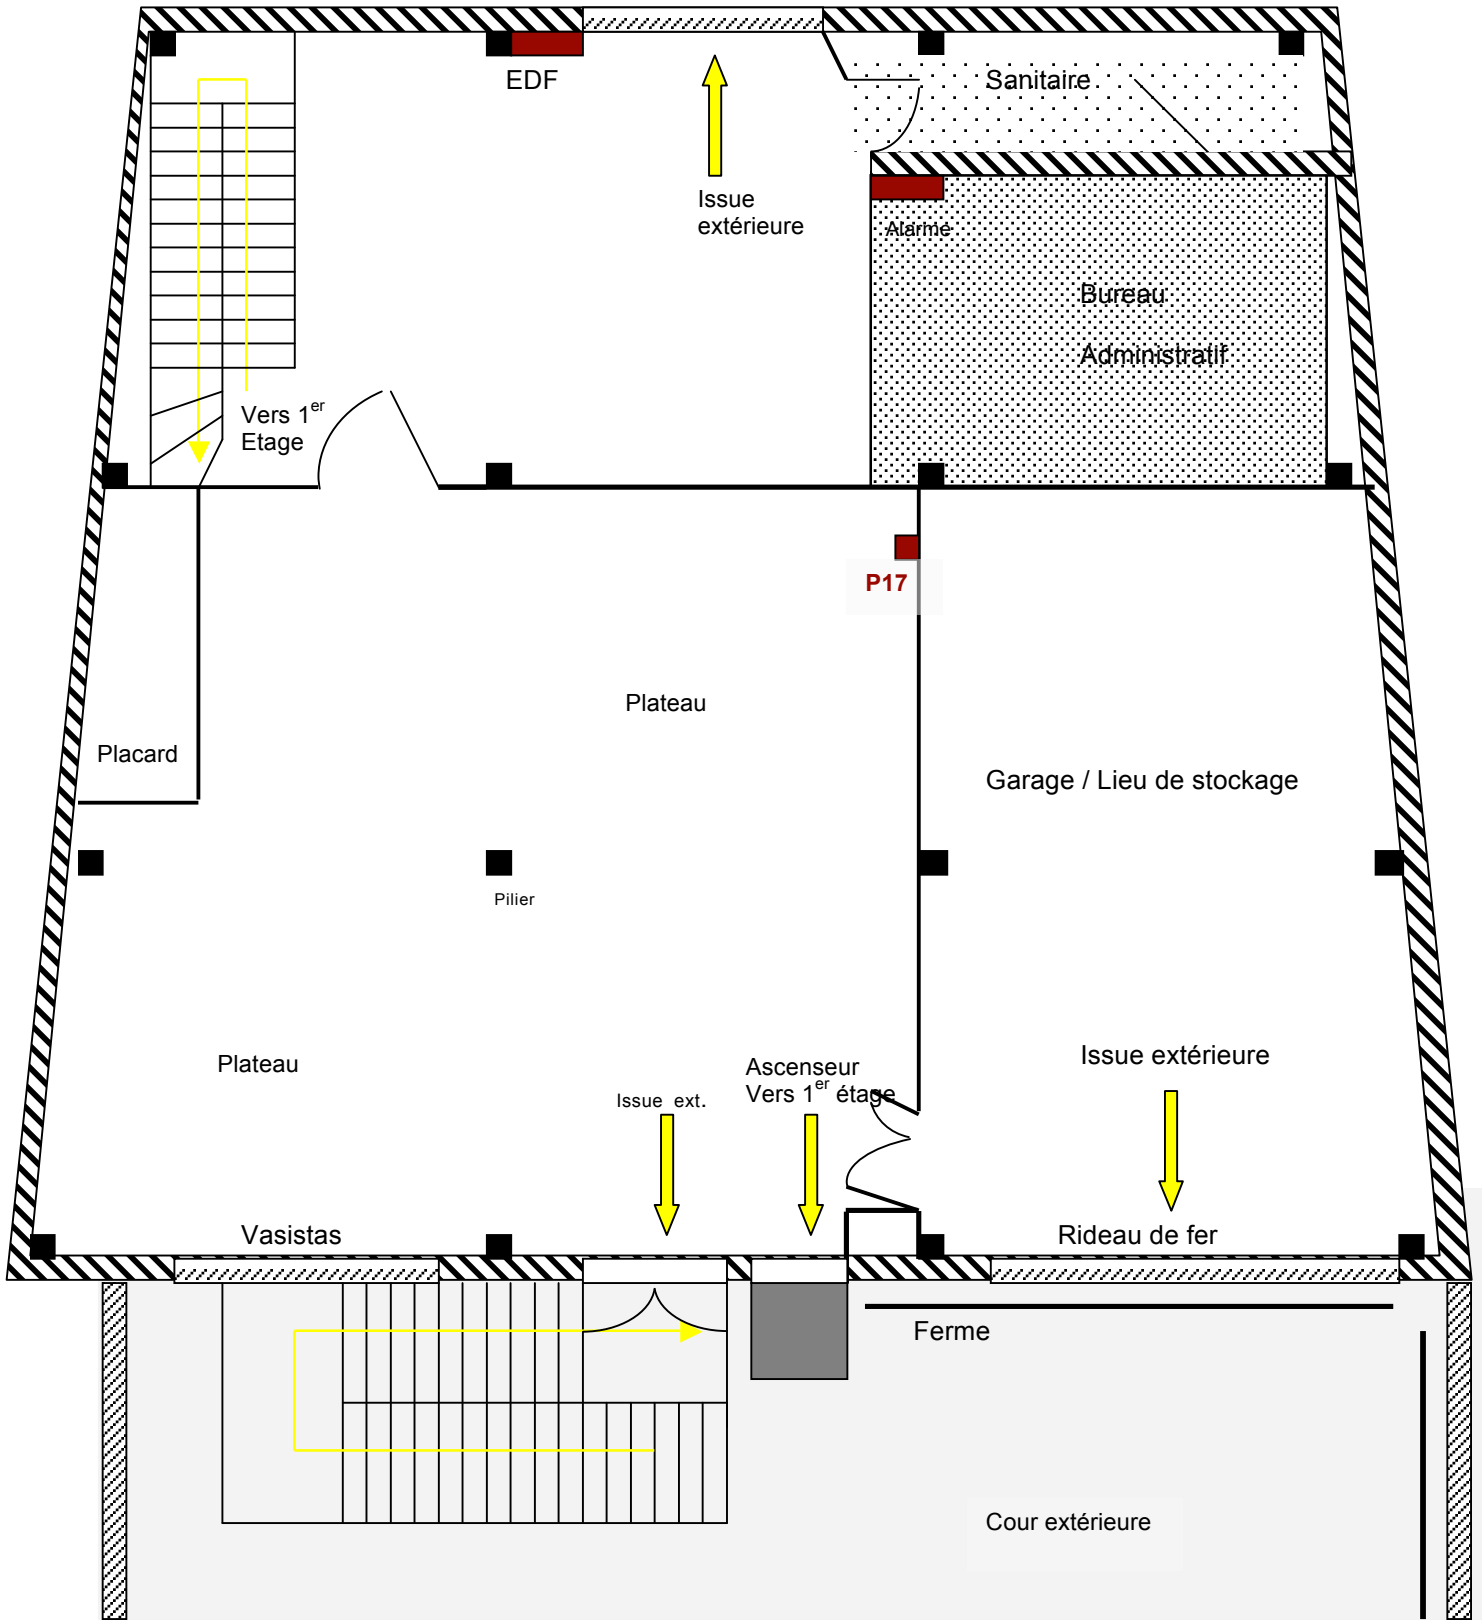 EDF
Sanitaire
Issue
extérieure
Alarme
Bureau
Administratif
Vers 1er
Etage
P17
Plateau
Placard
Garage / Lieu de stockage
Pilier
Plateau
Issue ext.
Ascenseur
Vers 1er étage
Issue extérieure
Vasistas
Rideau de fer
Ferme
Cour extérieure